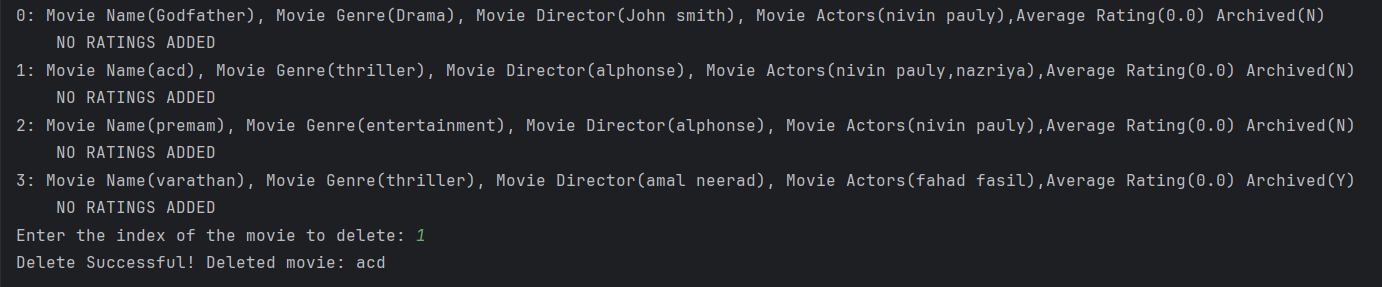 0: Movie Name(Godfather), Movie Genre(Drama), Movie Director(John smith), Movie Actors(nivin pauly),Average Rating(0.0) Archived(N)
    NO RATINGS ADDED
1: Movie Name(acd), Movie Genre(thriller), Movie Director(alphonse), Movie Actors(nivin pauly,nazriya),Average Rating(0.0) Archived(N)
    NO RATINGS ADDED
2: Movie Name(premam), Movie Genre(entertainment), Movie Director(alphonse), Movie Actors(nivin pauly),Average Rating(0.0) Archived(N)
    NO RATINGS ADDED
3: Movie Name(varathan), Movie Genre(thriller), Movie Director(amal neerad), Movie Actors(fahad fasil),Average Rating(0.0) Archived(Y)
    NO RATINGS ADDED
Enter the index of the movie to delete: 1
Delete Successful! Deleted movie: acd